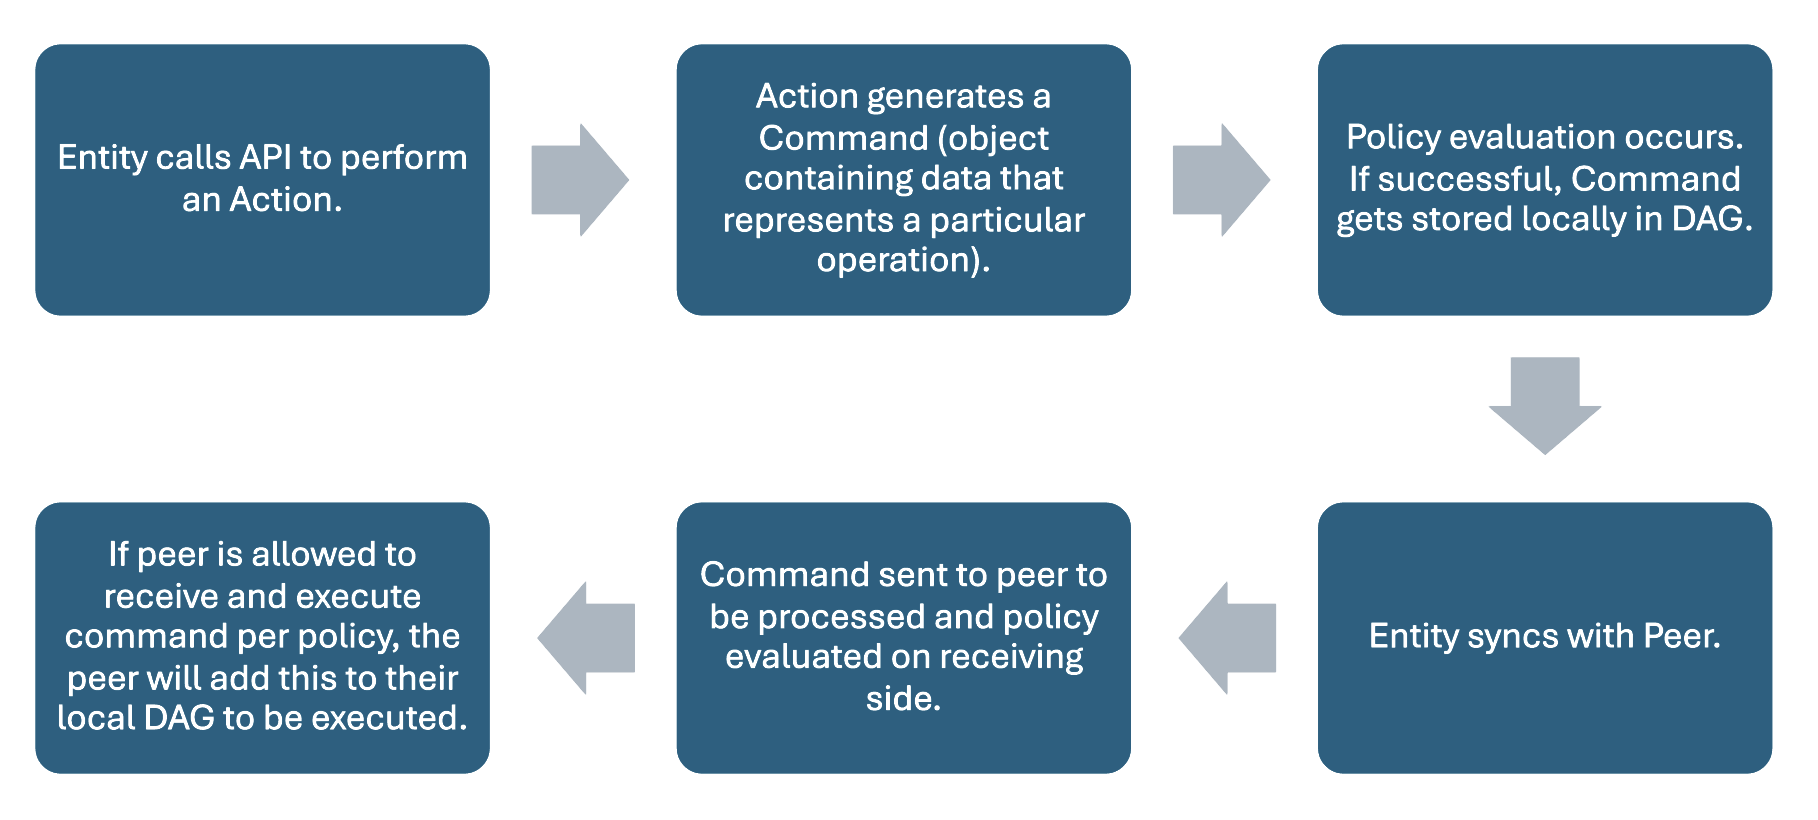 Entity calls API to perform
an Action.
Action generates a
Command (object
containing data that
represents a particular
operation).
Policy evaluation occurs.
If successful, Command
gets stored locally in DAG.
Entity syncs with Peer.
Command sent to peer to
be processed and policy
evaluated on receiving
side.
If peer is allowed to
receive and execute
command per policy, the
peer will add this to their
local DAG to be executed.